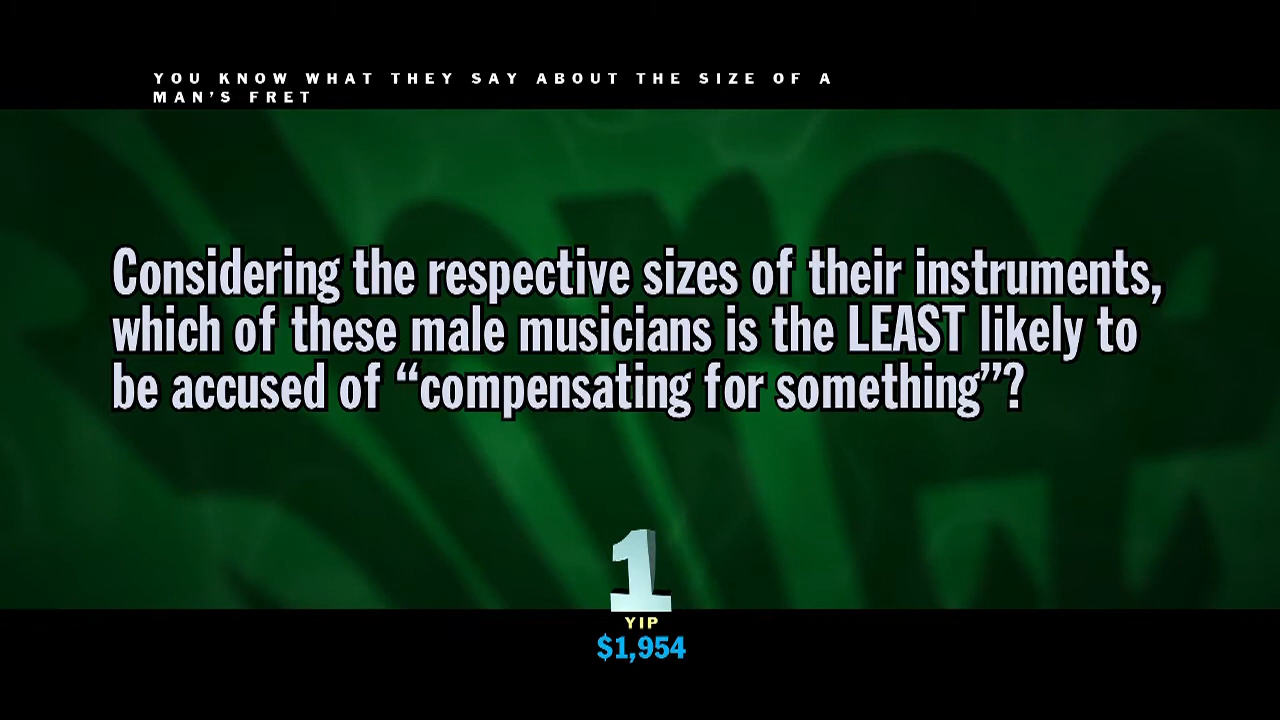 YOU KNOW WHAT THEY SAY ABOUT THE SIZE OF A
MAN'S FRET
Considering the respective sizes of their instruments,
which of these male musicians is the LEAST likely to
be accused of “compensating for something”?
1
YIP
$1,954